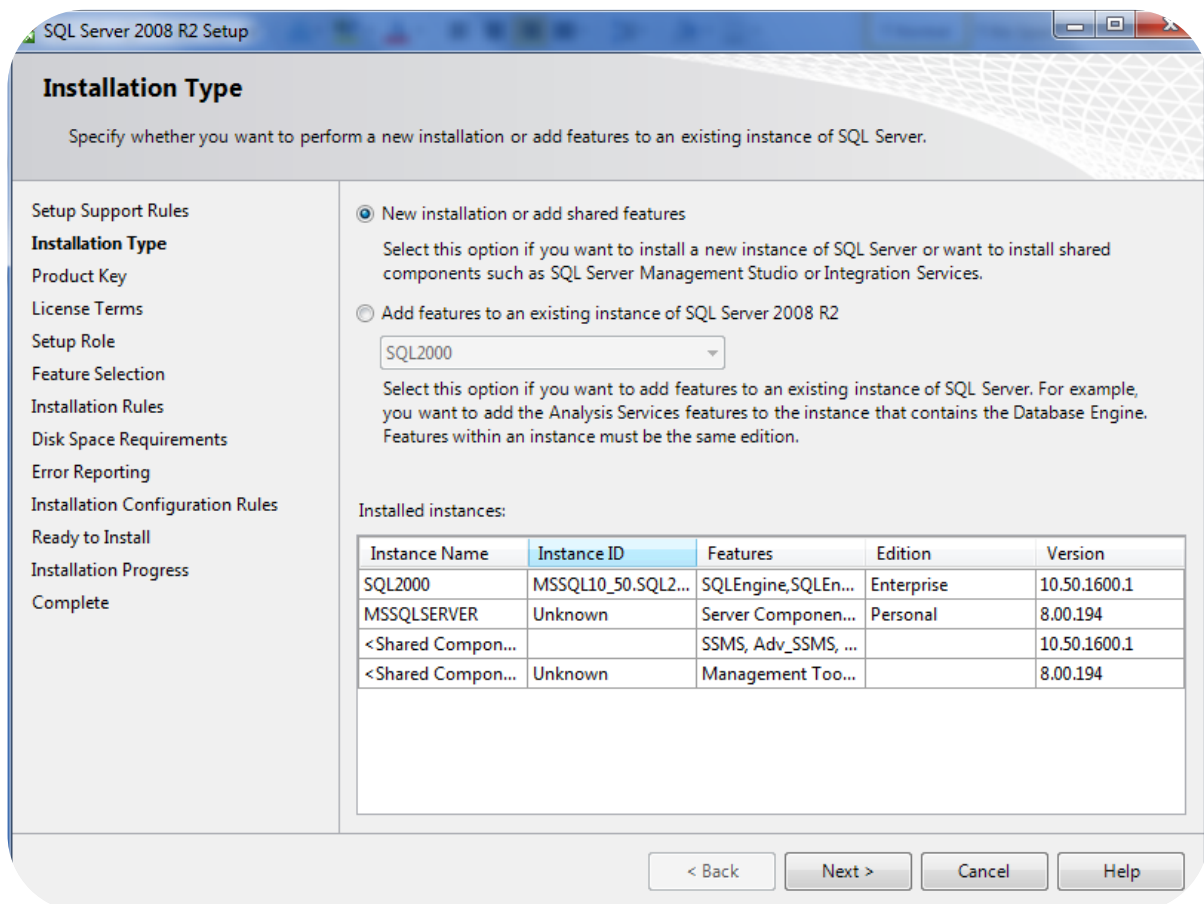 SQL Server 2008 R2 Setup
Installation Type
Specify whether you want to perform a new installation or add features to an existing instance of SQL Server.
Setup Support Rules
Installation Type
Product Key
License Terms
Setup Role
Feature Selection
Installation Rules
Disk Space Requirements
Error Reporting
Installation Configuration Rules
Ready to Install
Installation Progress
Complete
New installation or add shared features
Select this option if you want to install a new instance of SQL Server or want to install shared
components such as SQL Server Management Studio or Integration Services.
Add features to an existing instance of SQL Server 2008 R2
SQL2000
Select this option if you want to add features to an existing instance of SQL Server. For example,
you want to add the Analysis Services features to the instance that contains the Database Engine.
Features within an instance must be the same edition.
Installed instances:
Instance Name Instance ID Features Edition Version
SQL2000 MSSQL10_50.SQL2... SQLEngine,SQLEn... Enterprise 10.50.1600.1
MSSQLSERVER Unknown Server Componen... Personal 8.00.194
<Shared Compon... SSMS, Adv_SSMS, ... 10.50.1600.1
<Shared Compon... Unknown Management Too... 8.00.194
< Back Next > Cancel Help